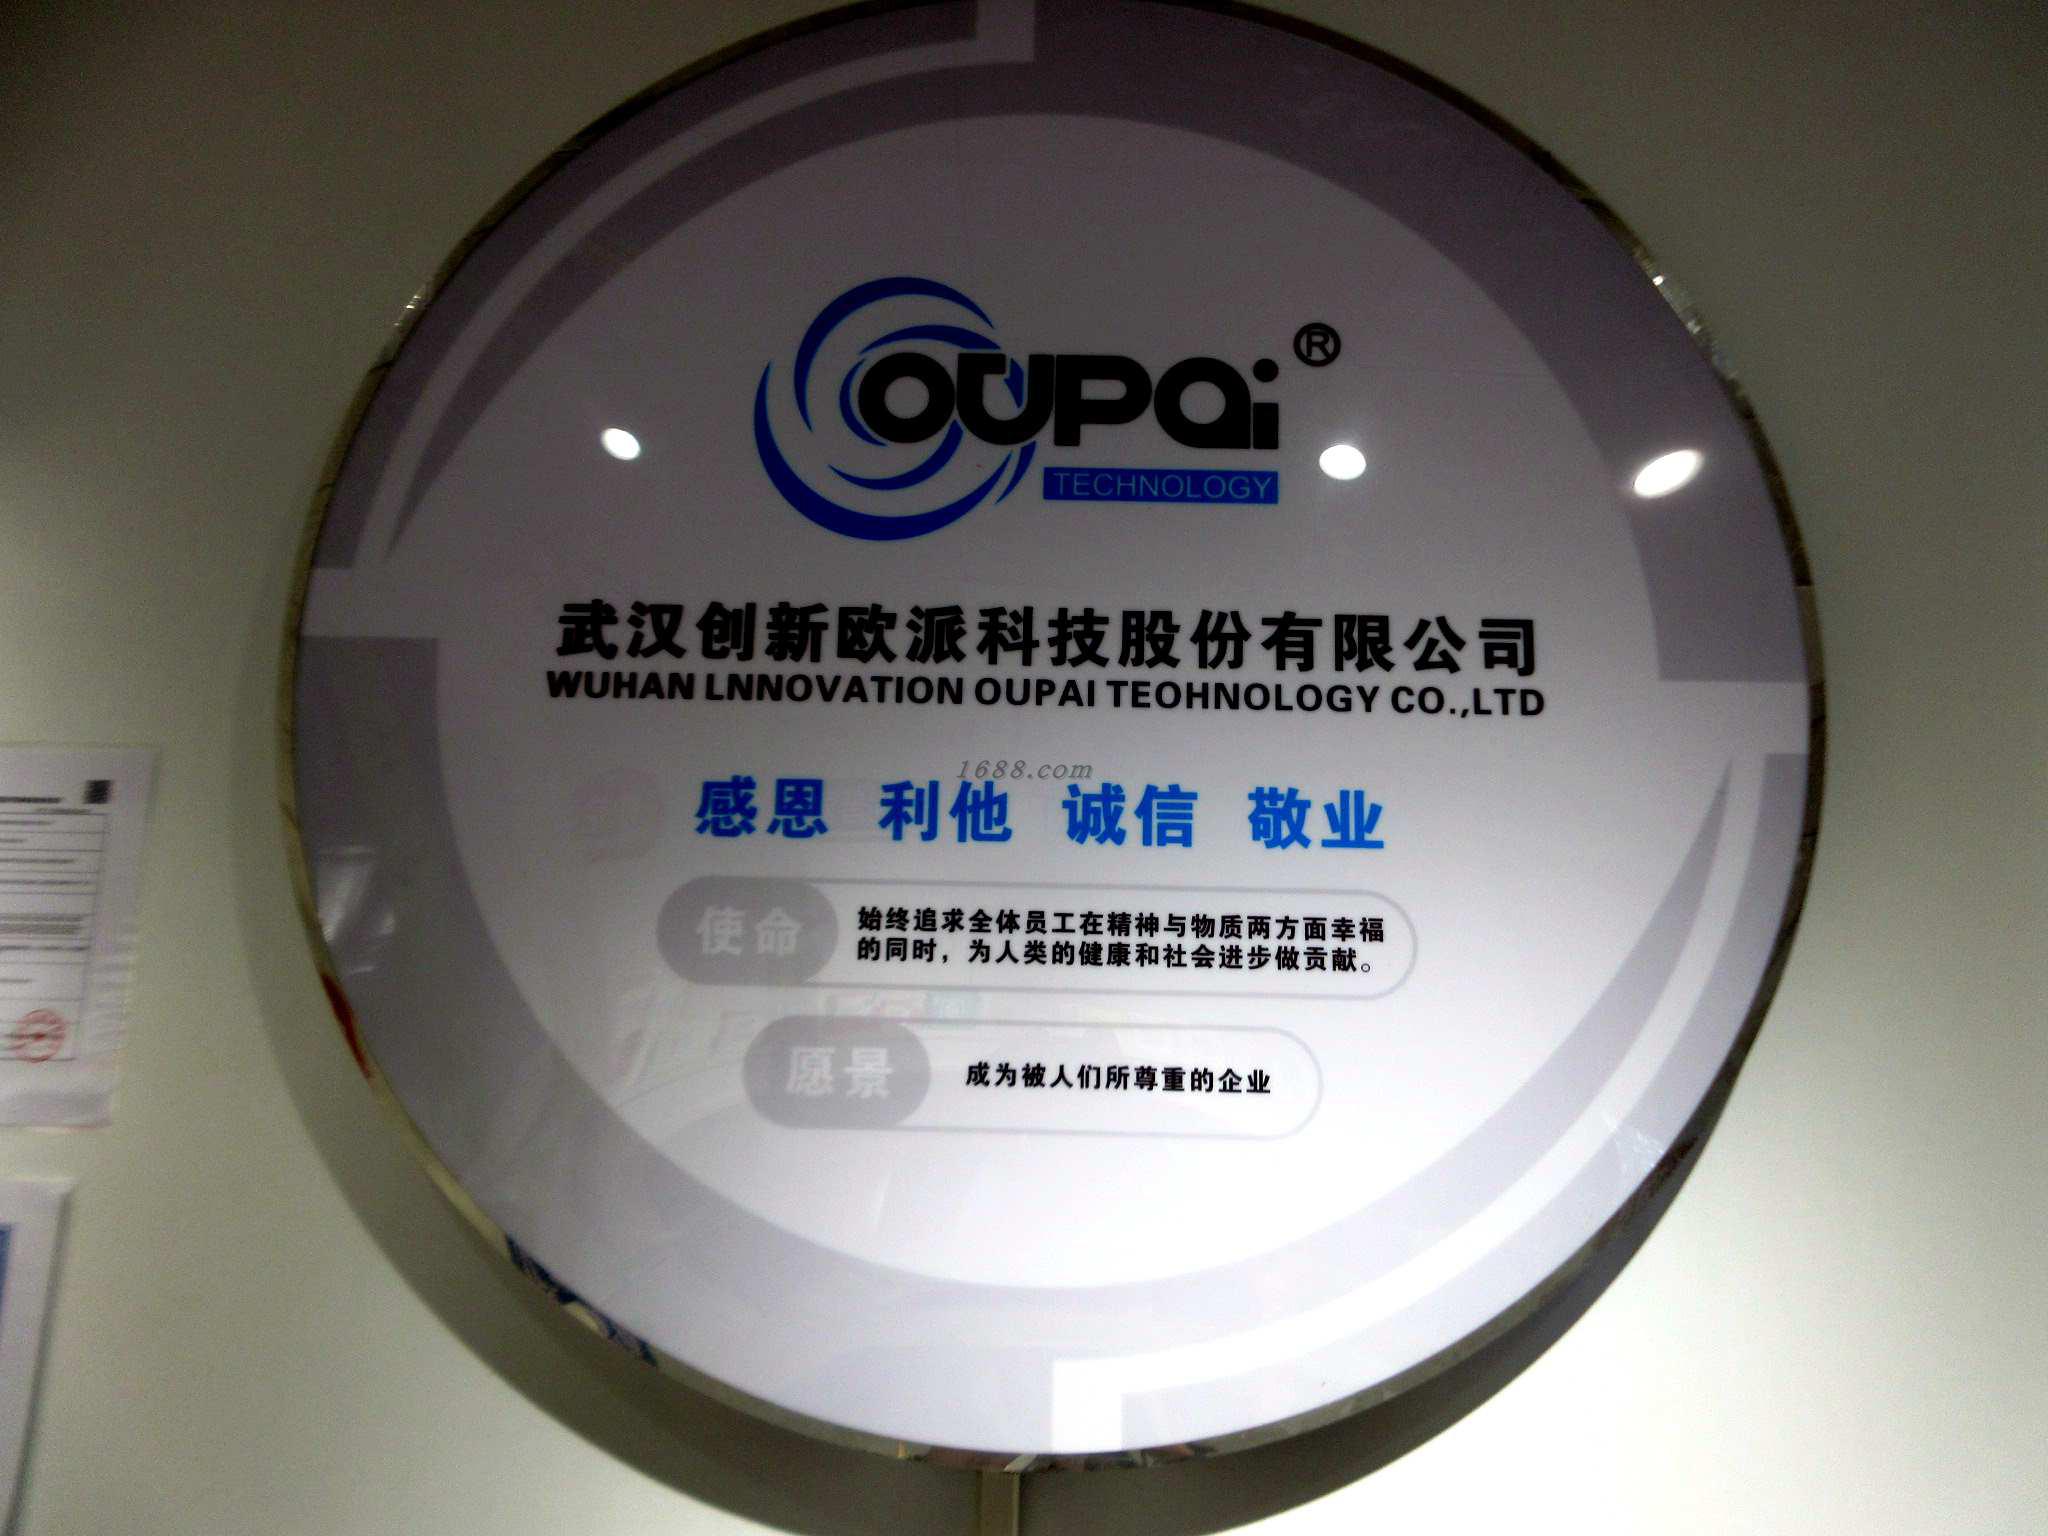 OUPAi®
TECHNOLOGY
武汉创新欧派科技股份有限公司
WUHAN LNNOVATION OUPAI TEOHNOLOGY CO.,LTD
1688.com
感恩 利他 诚信 敬业
使命
始终追求全体员工在精神与物质两方面幸福
的同时，为人类的健康和社会进步做贡献。
愿景
成为被人们所尊重的企业